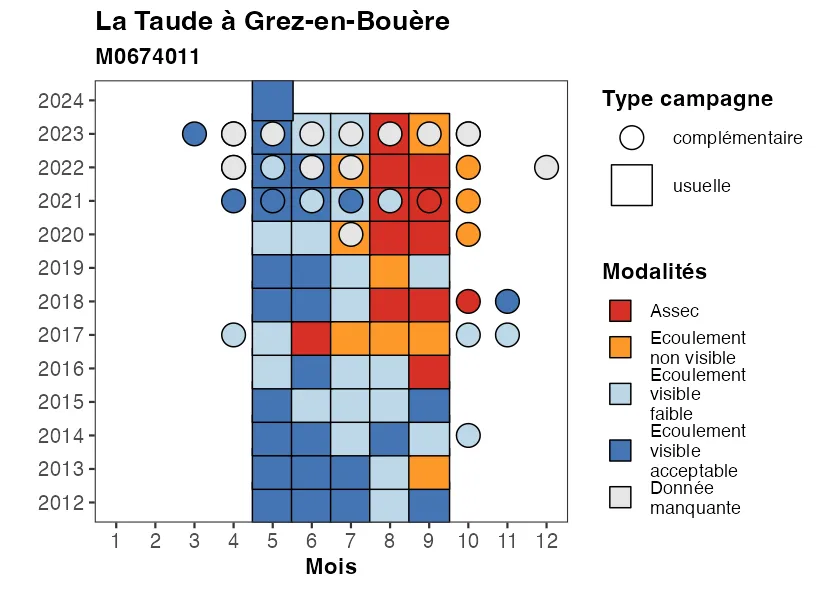 La Taude à Grez-en-Bouère
M0674011
2024
2023
2022
2021
2020
2019
2018
2017
2016
2015
2014
2013
2012
1 2 3 4 5 6 7 8 9 10 11 12
Mois
Type campagne
complémentaire
usuelle
Modalités
Assec
Ecoulement
non visible
Ecoulement
visible
faible
Ecoulement
visible
acceptable
Donnée
manquante